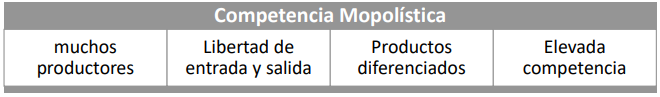 Competencia Mopolística
muchos
productores
Libertad de
entrada y salida
Productos
diferenciados
Elevada
competencia